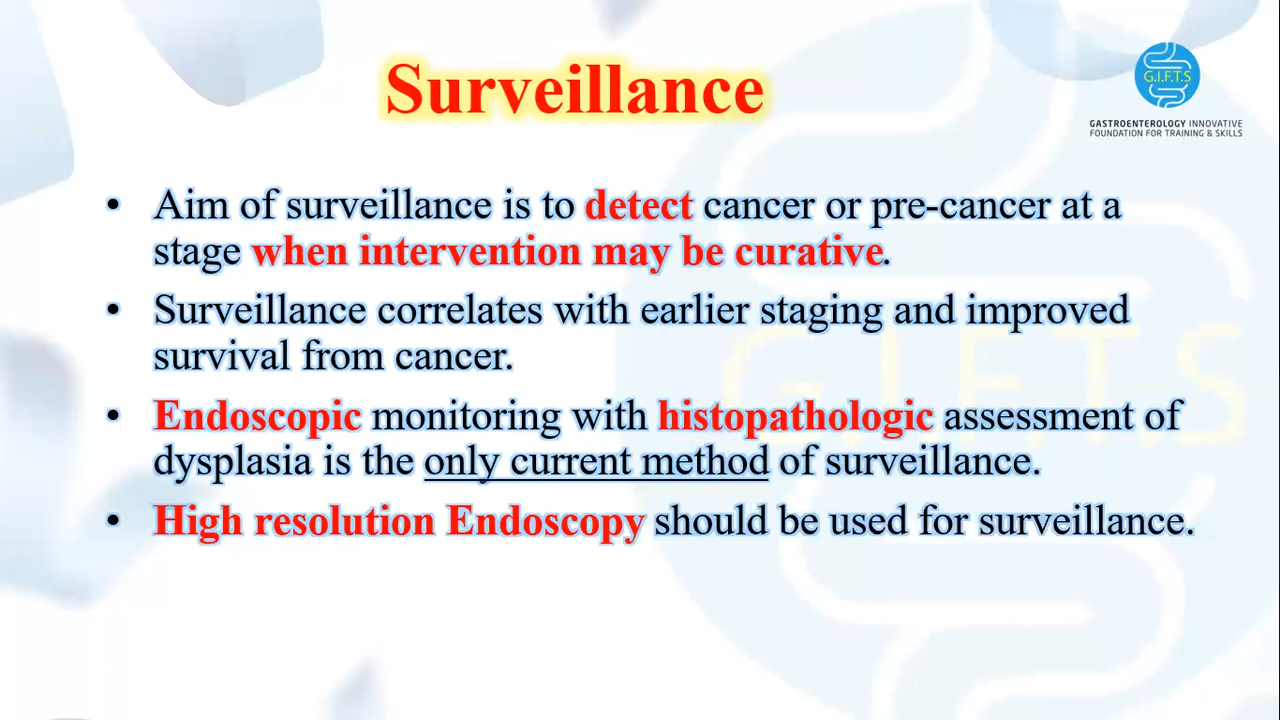 Surveillance
G.I.F.T.S
GASTROENTEROLOGY INNOVATIVE
FOUNDATION FOR TRAINING & SKILLS
• Aim of surveillance is to detect cancer or pre-cancer at a
stage when intervention may be curative.
• Surveillance correlates with earlier staging and improved
survival from cancer.
• Endoscopic monitoring with histopathologic assessment of
dysplasia is the only current method of surveillance.
• High resolution Endoscopy should be used for surveillance.
G.I.F.T.S